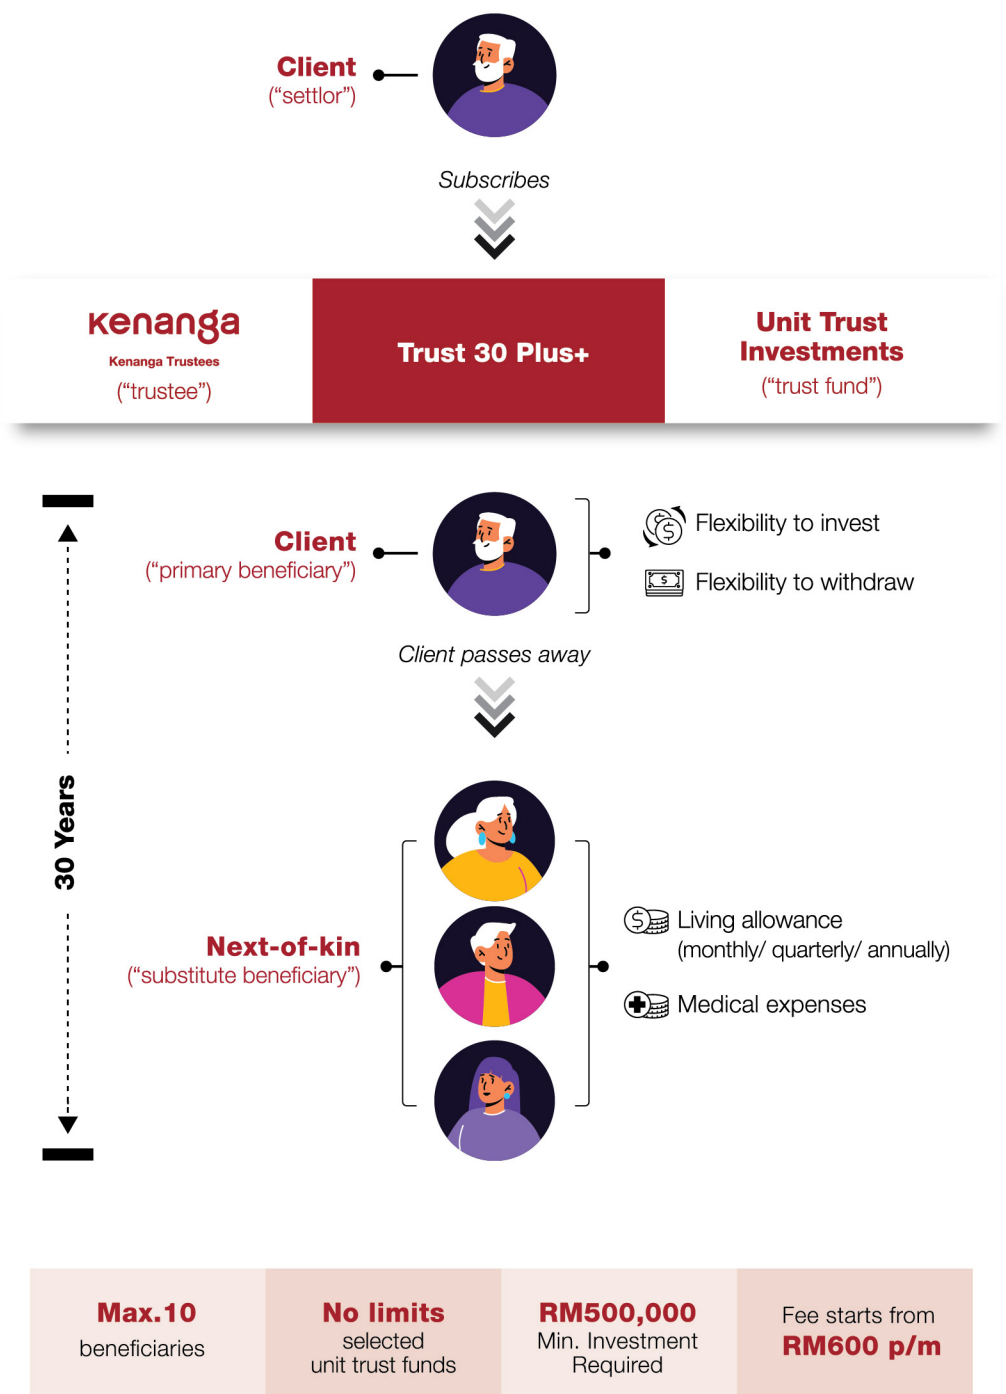 Client
(“settlor”)
Subscribes
kenanga
Kenanga Trustees
(“trustee”)
Trust 30 Plus+
Unit Trust
Investments
(“trust fund”)
30 Years
Client
(“primary beneficiary”)
Flexibility to invest
Flexibility to withdraw
Client passes away
Next-of-kin
(“substitute beneficiary”)
Living allowance
(monthly/ quarterly/ annually)
Medical expenses
Max.10
beneficiaries
No limits
selected
unit trust funds
RM500,000
Min. Investment
Required
Fee starts from
RM600 p/m